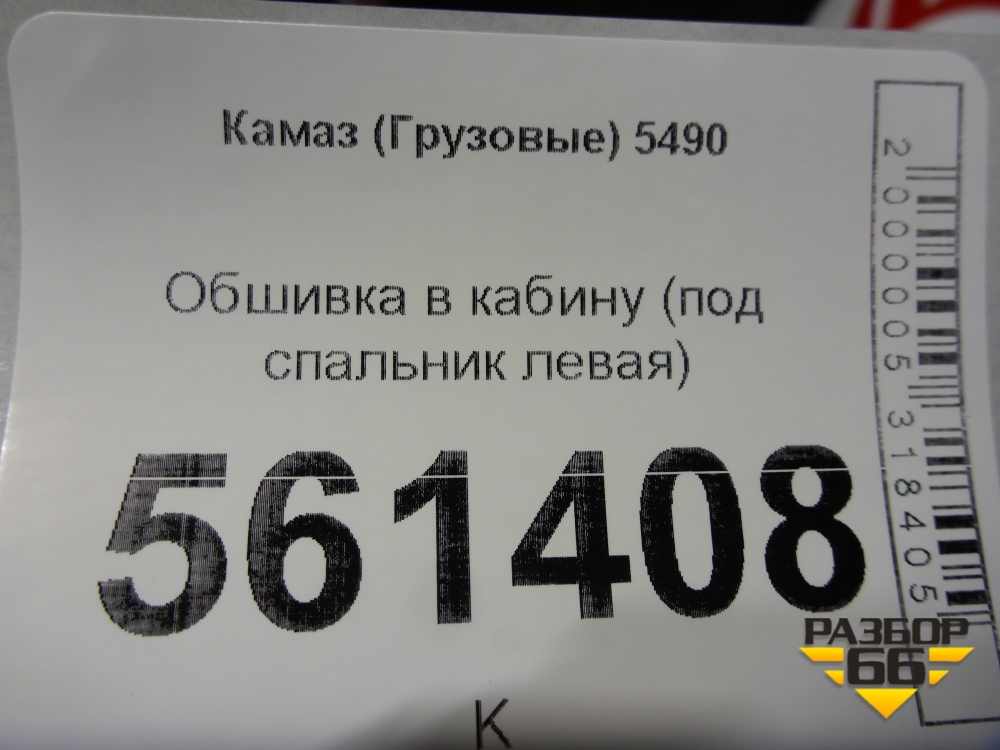 Камаз (Грузовые) 5490
Обшивка в кабину (под
спальник левая)
561408
К
2000005318405
РАЗБОР
66